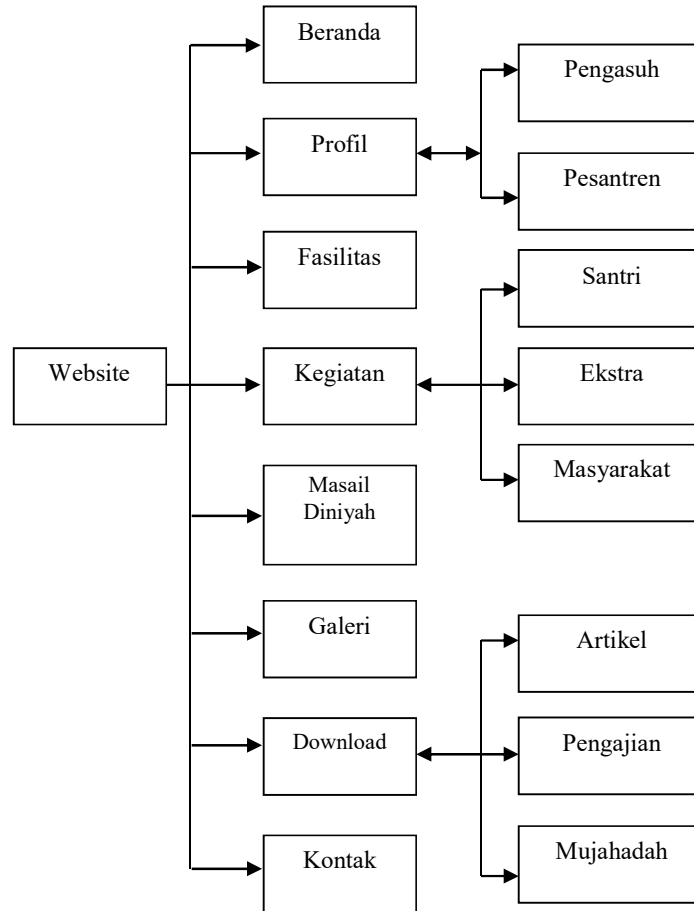 Beranda
Pengasuh
Profil
Pesantren
Fasilitas
Santri
Website
Kegiatan
Ekstra
Masyarakat
Masail
Diniyah
Galeri
Artikel
Download
Pengajian
Kontak
Mujahadah